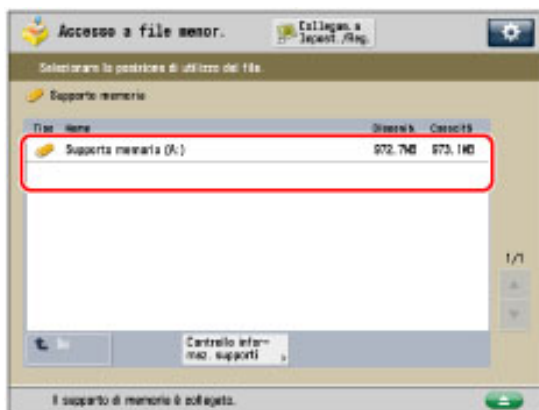 Accesso a file memor.
Collegam. a
Impost./Reg.
Selezionare la posizione di utilizzo del file.
Supporto memoria
Tipo Nome Disponib. Capacità
Supporto memoria (A:) 972.7MB 973.1MB
1/1
Controllo infor-
maz. supporti
Il supporto di memoria è collegato.